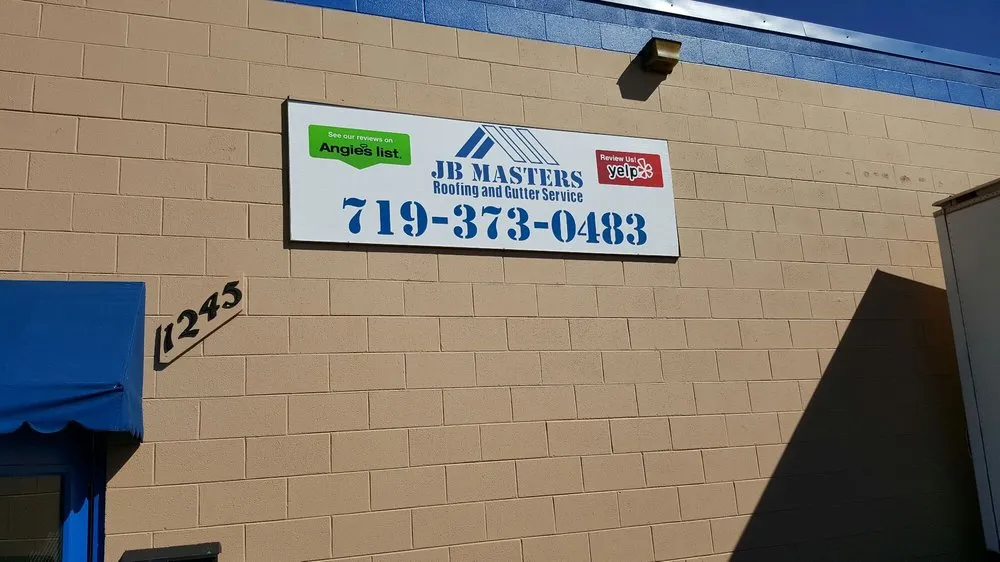 See our reviews on
Angie's list.
JB MASTERS
Roofing and Gutter Service
719-373-0483
Review Us!
yelp
1245